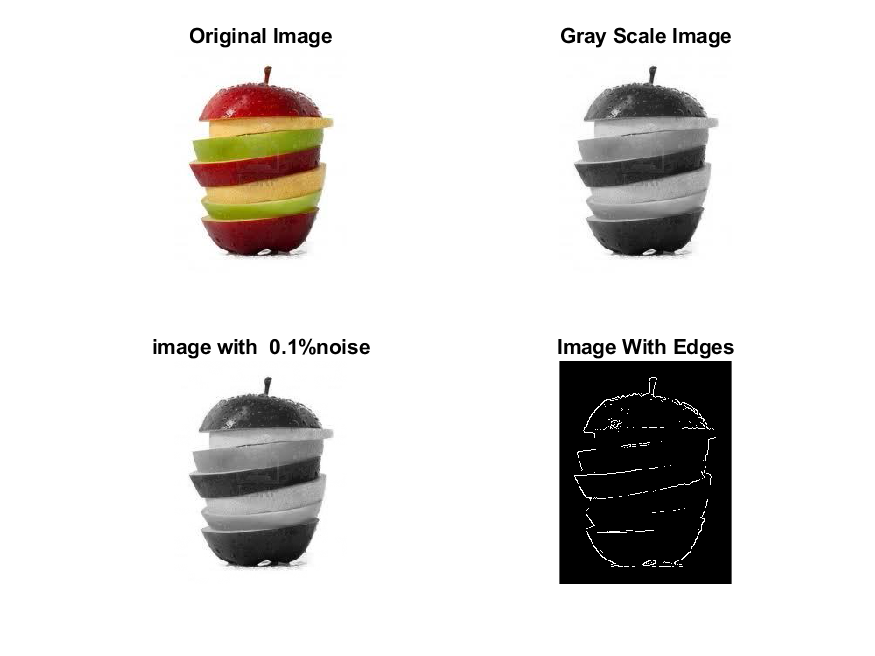 Original Image
Gray Scale Image
image with  0.1%noise
Image With Edges